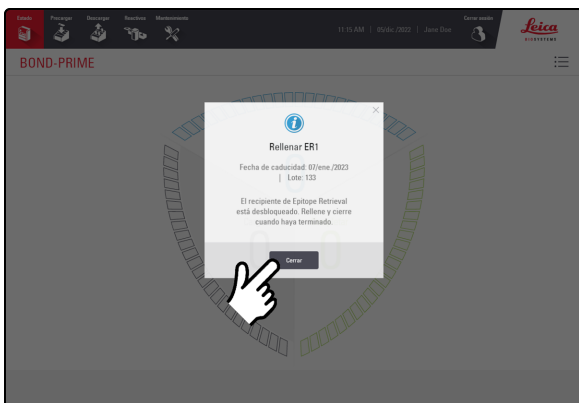 Estado Precargar Descargar Reactivos Mantenimiento Cerrar sesión
11:15 AM | 05/dic./2022 | Jane Doe
Leica
BIOSYSTEMS
BOND-PRIME
Rellenar ER1
Fecha de caducidad: 07/ene./2023
| Lote: 133
El recipiente de Epitope Retrieval
está desbloqueado. Rellene y cierre
cuando haya terminado.
Cerrar